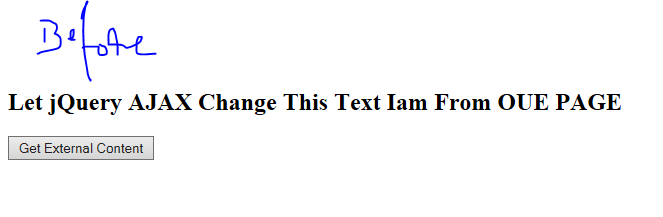 Before
Let jQuery AJAX Change This Text Iam From OUE PAGE
Get External Content